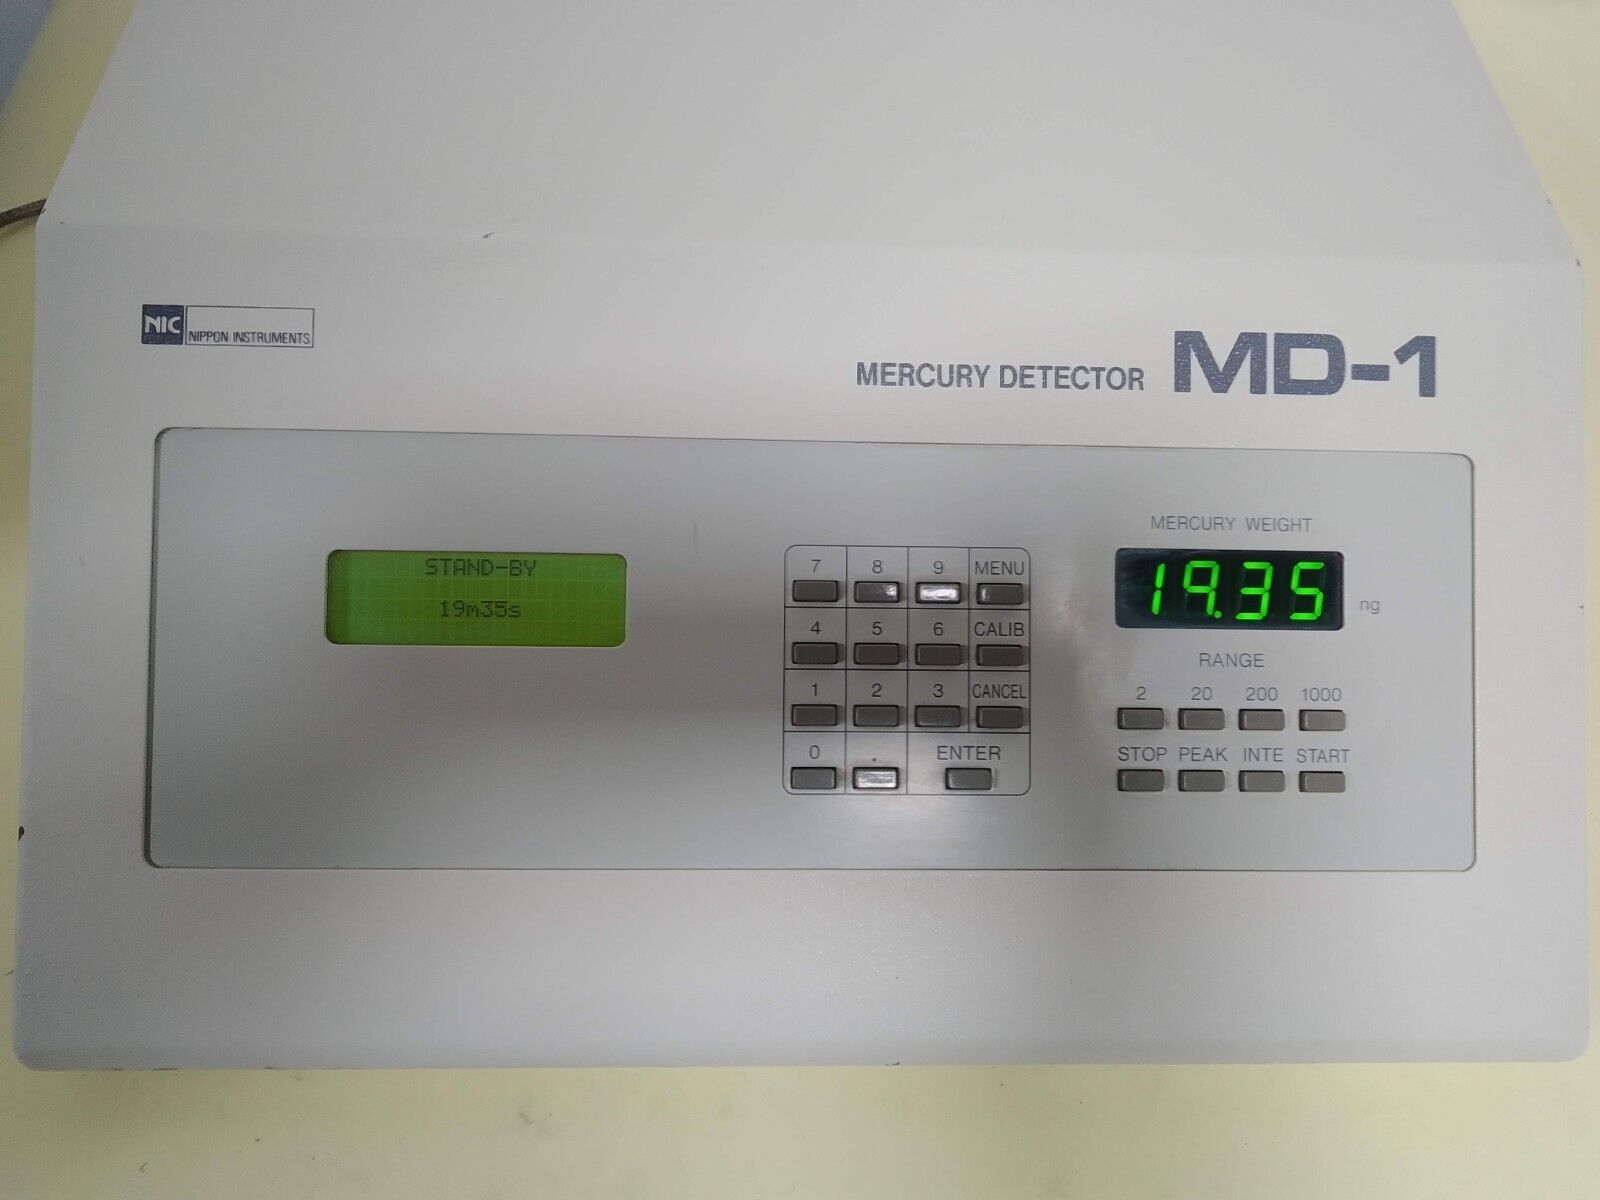 NIC
NIPPON INSTRUMENTS
MERCURY DETECTOR MD-1
STAND-BY
19m35s
7 8 9 MENU
4 5 6 CALIB
1 2 3 CANCEL
0 . ENTER
MERCURY WEIGHT
19.35 ng
RANGE
2 20 200 1000
STOP PEAK INTE START